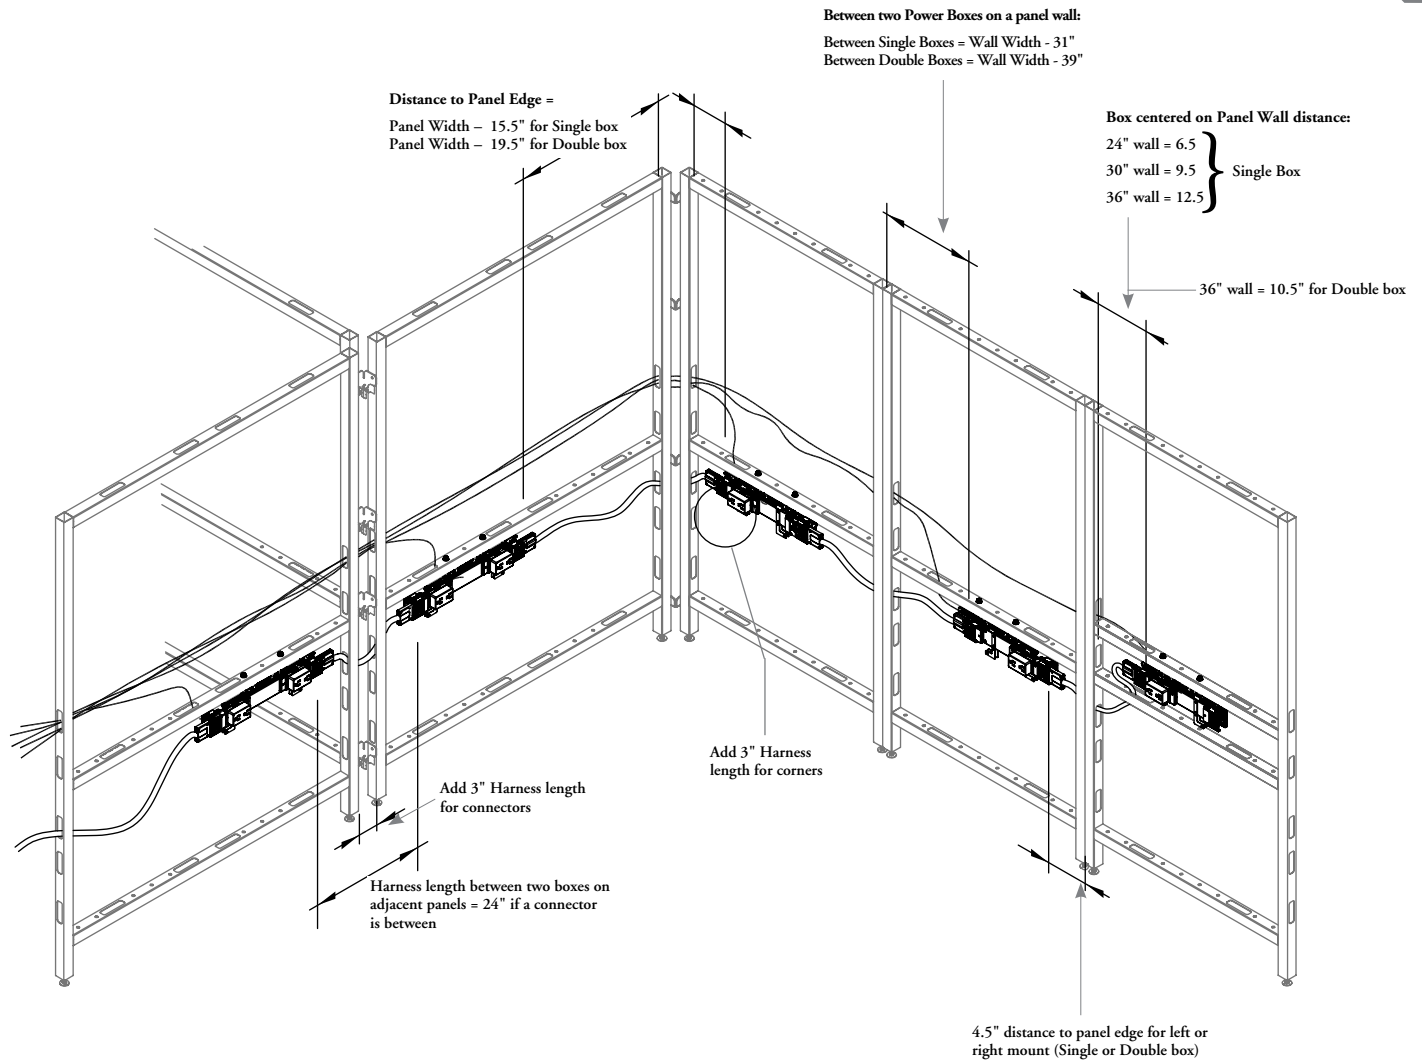 Between two Power Boxes on a panel wall:
Between Single Boxes = Wall Width - 31"
Between Double Boxes = Wall Width - 39"
Distance to Panel Edge =
Panel Width – 15.5" for Single box
Panel Width – 19.5" for Double box
Box centered on Panel Wall distance:
24" wall = 6.5
30" wall = 9.5
36" wall = 12.5
Single Box
36" wall = 10.5" for Double box
Add 3" Harness
length for corners
Add 3" Harness length
for connectors
Harness length between two boxes on
adjacent panels = 24" if a connector
is between
4.5" distance to panel edge for left or
right mount (Single or Double box)